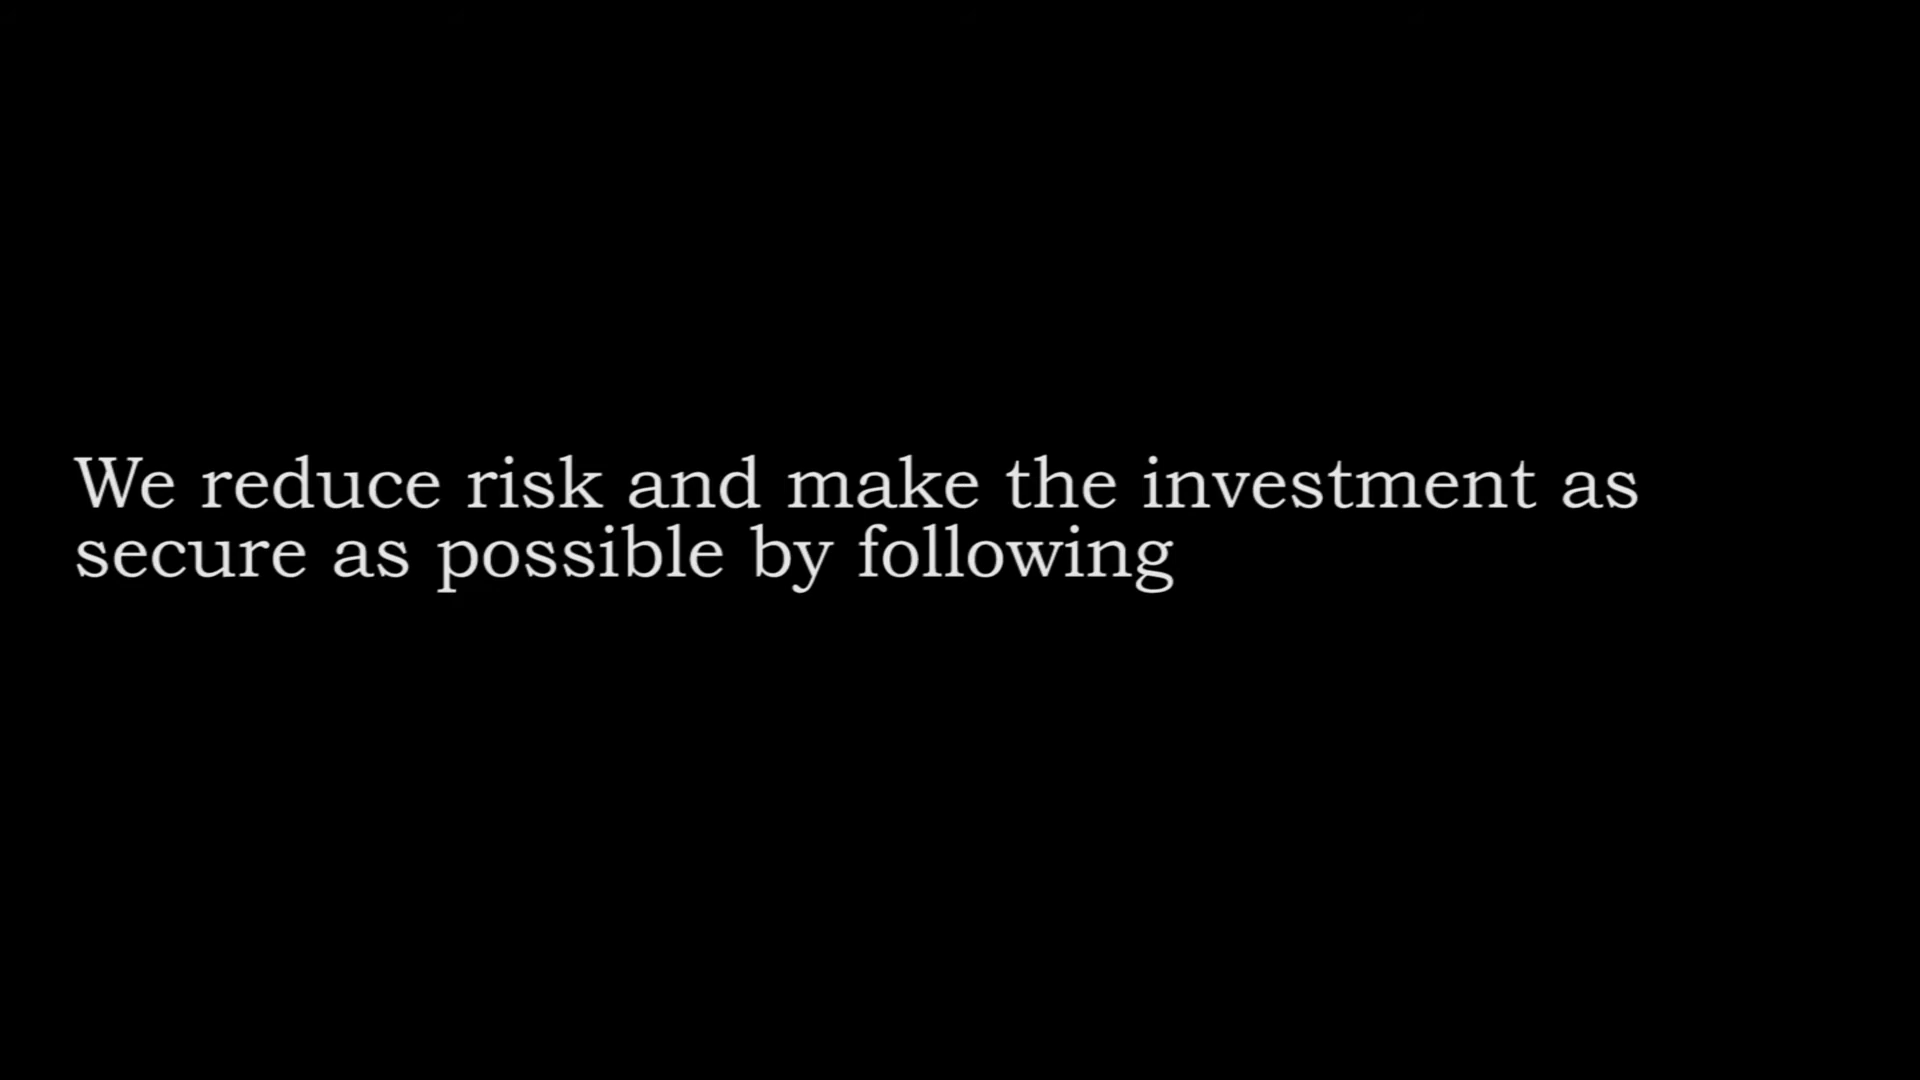 We reduce risk and make the investment as
secure as possible by following